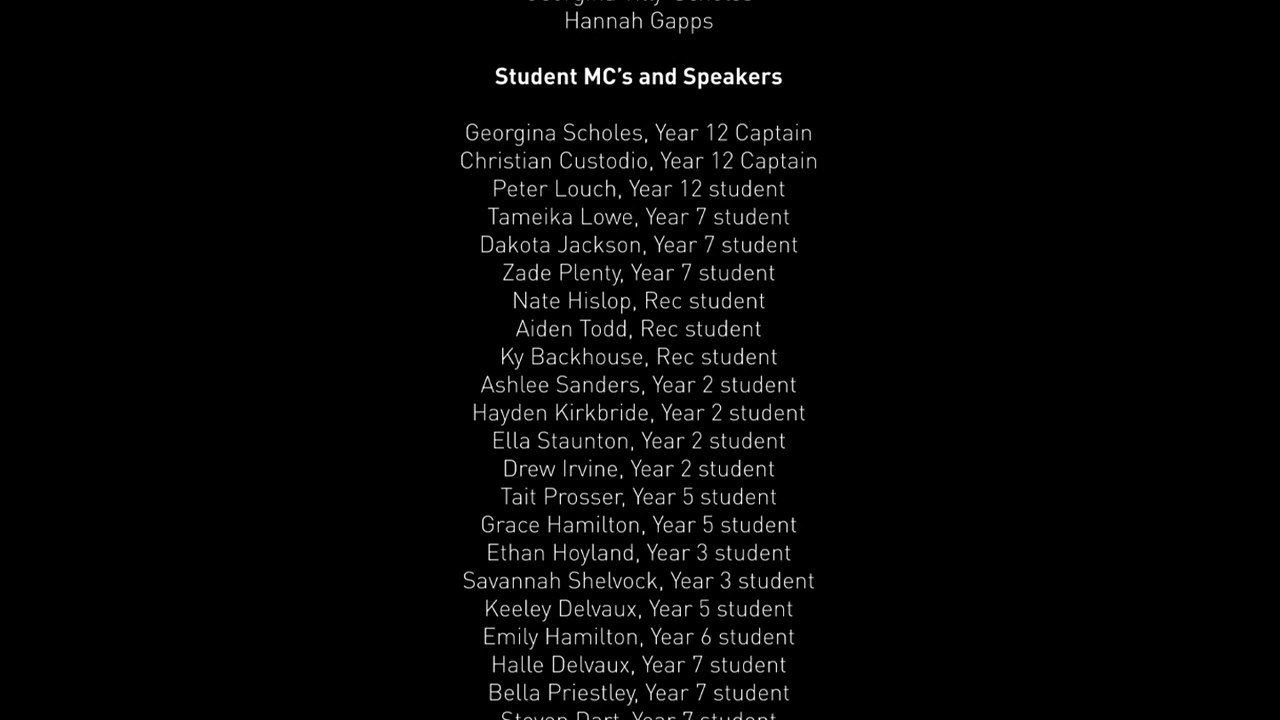 Hannah Gapps
Student MC's and Speakers
Georgina Scholes, Year 12 Captain
Christian Custodio, Year 12 Captain
Peter Louch, Year 12 student
Tameika Lowe, Year 7 student
Dakota Jackson, Year 7 student
Zade Plenty, Year 7 student
Nate Hislop, Rec student
Aiden Todd, Rec student
Ky Backhouse, Rec student
Ashlee Sanders, Year 2 student
Hayden Kirkbride, Year 2 student
Ella Staunton, Year 2 student
Drew Irvine, Year 2 student
Tait Prosser, Year 5 student
Grace Hamilton, Year 5 student
Ethan Hoyland, Year 3 student
Savannah Shelvock, Year 3 student
Keeley Delvaux, Year 5 student
Emily Hamilton, Year 6 student
Halle Delvaux, Year 7 student
Bella Priestley, Year 7 student